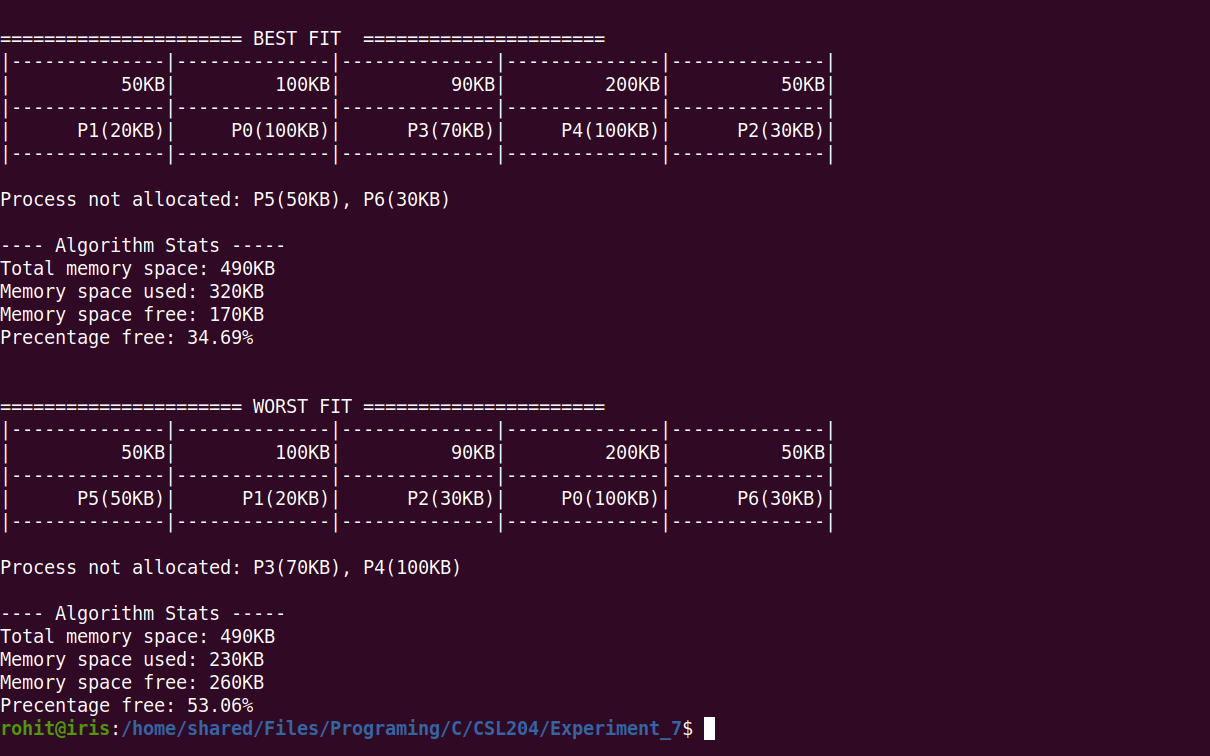 ====================== BEST FIT  ======================
|--------------|--------------|--------------|--------------|--------------|
|          50KB|         100KB|          90KB|         200KB|          50KB|
|--------------|--------------|--------------|--------------|--------------|
|      P1(20KB)|     P0(100KB)|      P3(70KB)|     P4(100KB)|      P2(30KB)|
|--------------|--------------|--------------|--------------|--------------|
Process not allocated: P5(50KB), P6(30KB)
---- Algorithm Stats -----
Total memory space: 490KB
Memory space used: 320KB
Memory space free: 170KB
Precentage free: 34.69%
====================== WORST FIT ======================
|--------------|--------------|--------------|--------------|--------------|
|          50KB|         100KB|          90KB|         200KB|          50KB|
|--------------|--------------|--------------|--------------|--------------|
|      P5(50KB)|      P1(20KB)|      P2(30KB)|     P0(100KB)|      P6(30KB)|
|--------------|--------------|--------------|--------------|--------------|
Process not allocated: P3(70KB), P4(100KB)
---- Algorithm Stats -----
Total memory space: 490KB
Memory space used: 230KB
Memory space free: 260KB
Precentage free: 53.06%
rohit@iris:/home/shared/Files/Programing/C/CSL204/Experiment_7$